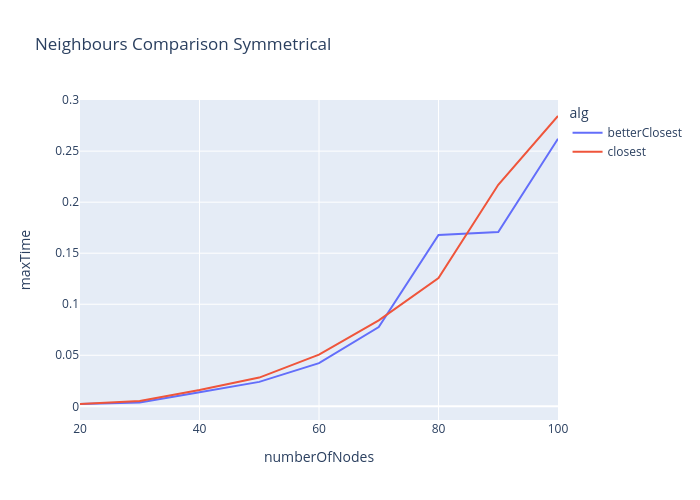 Neighbours Comparison Symmetrical
alg
betterClosest
closest
maxTime
0.3
0.25
0.2
0.15
0.1
0.05
0
20
40
60
80
100
numberOfNodes